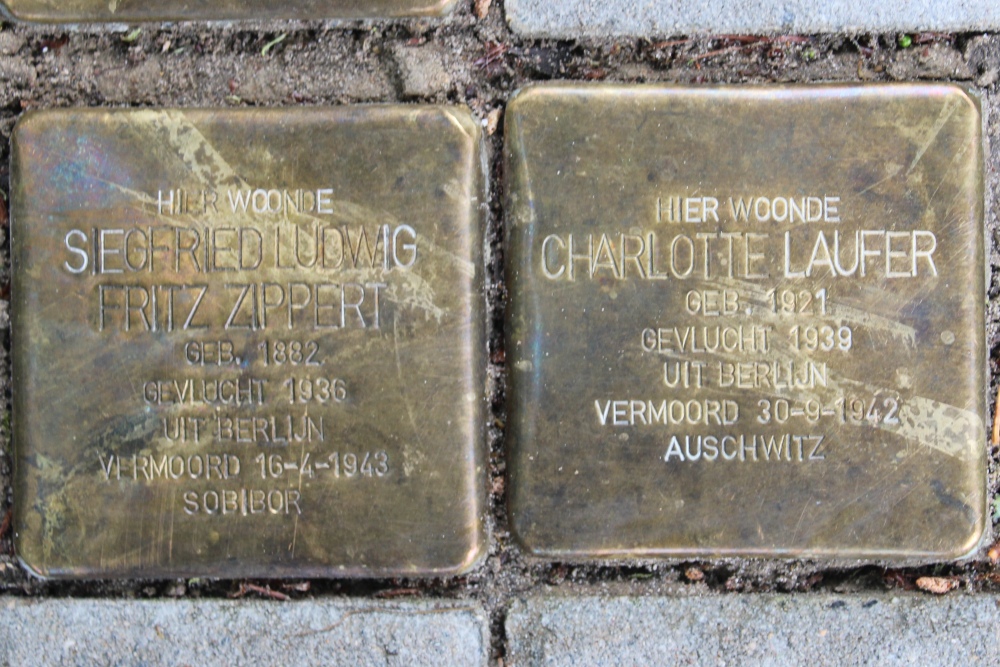 HIER WOONDE
SIEGFRIED LUDWIG
FRITZ ZIPPERT
GEB. 1882
GEVLUCHT 1936
UIT BERLIJN
VERMOORD 16-4-1943
SOBIBOR
HIER WOONDE
CHARLOTTE LAUFER
GEB. 1921
GEVLUCHT 1939
UIT BERLIJN
VERMOORD 30-9-1942
AUSCHWITZ